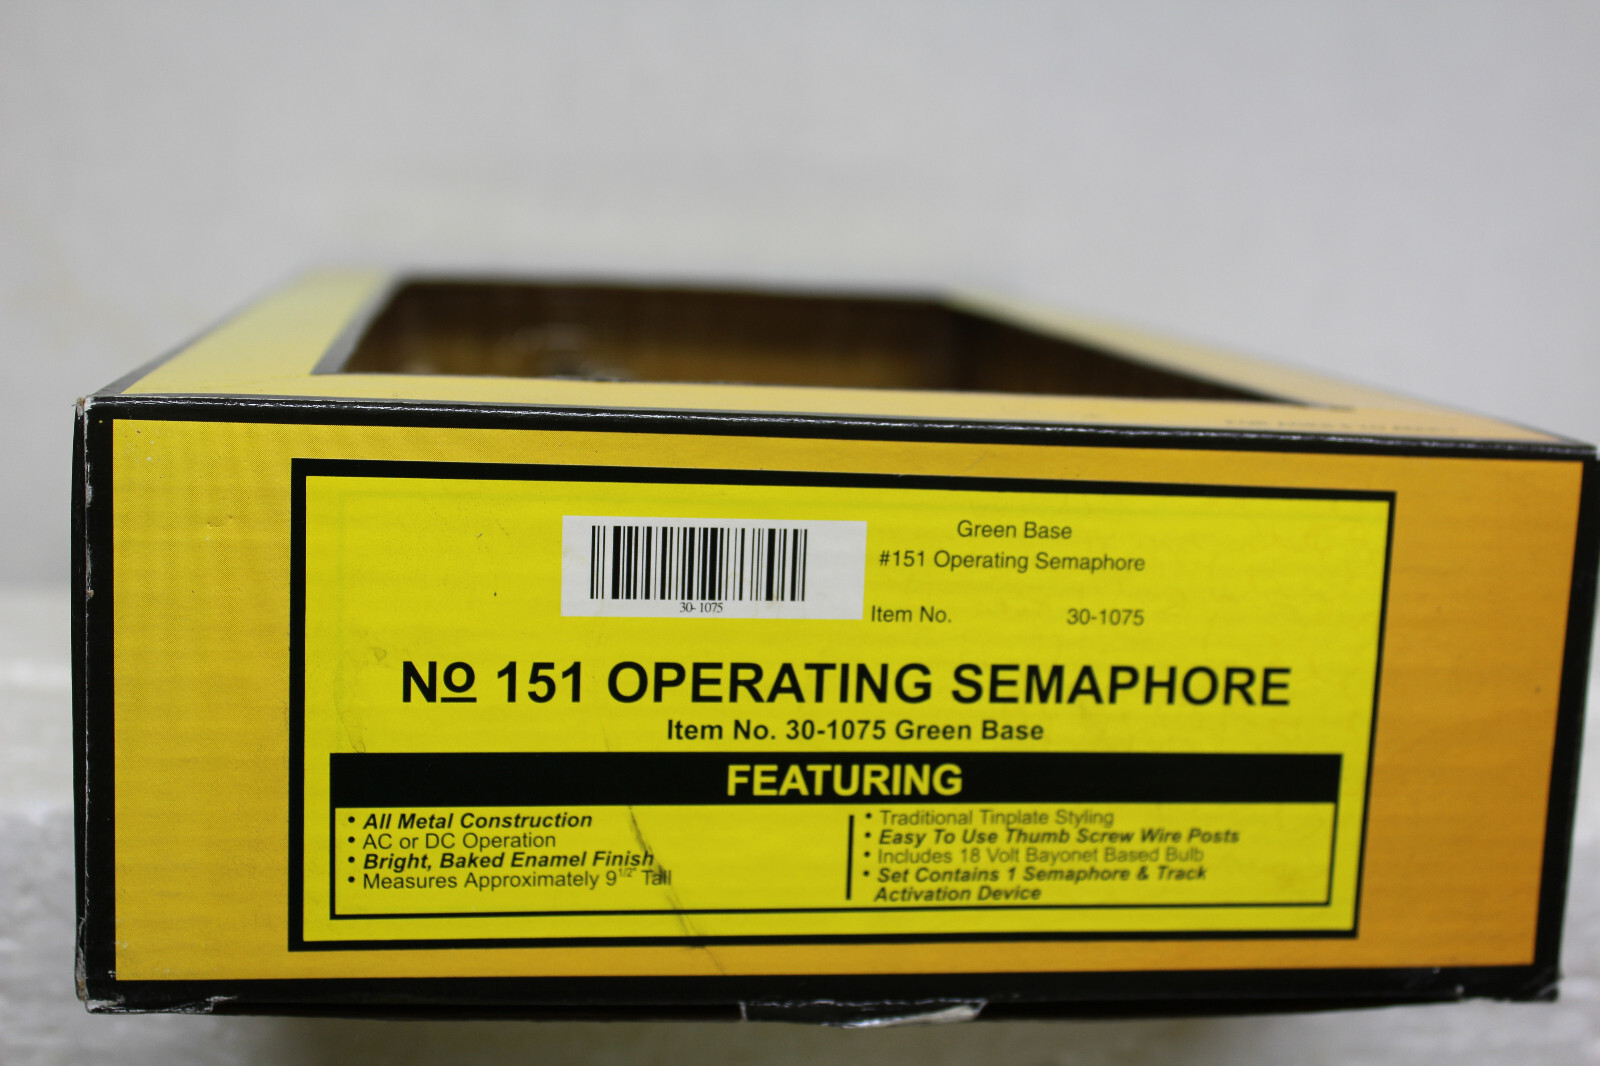 30-1075
Green Base
#151 Operating Semaphore
Item No. 30-1075
No 151 OPERATING SEMAPHORE
Item No. 30-1075 Green Base
FEATURING
• All Metal Construction
• AC or DC Operation
• Bright, Baked Enamel Finish
• Measures Approximately 9 1/2" Tall
• Traditional Tinplate Styling
• Easy To Use Thumb Screw Wire Posts
• Includes 18 Volt Bayonet Based Bulb
• Set Contains 1 Semaphore & Track
Activation Device